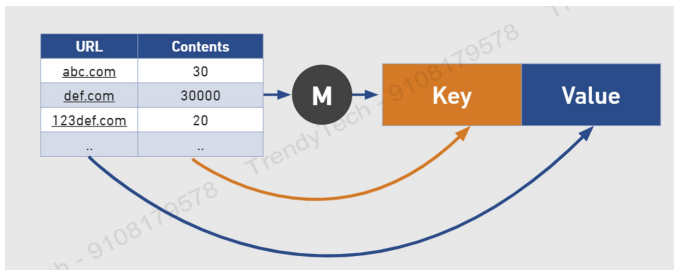 URL Contents
abc.com 30
def.com 30000
123def.com 20
.. ..
M
Key Value
TrendyTech - 9108179578